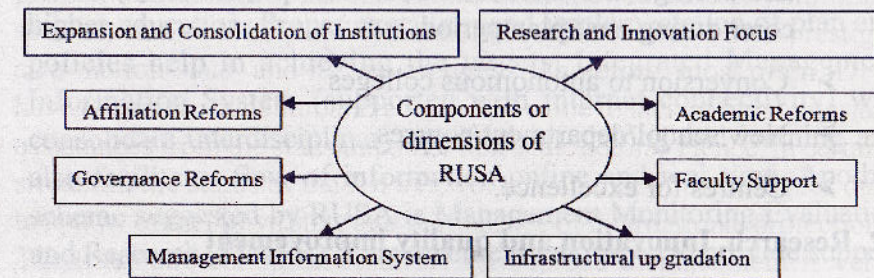 Expansion and Consolidation of Institutions
Research and Innovation Focus
Affiliation Reforms
Components or
dimensions of
RUSA
Academic Reforms
Governance Reforms
Faculty Support
Management Information System
Infrastructural up gradation